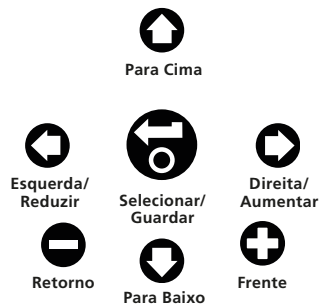 Para Cima
Esquerda/
Reduzir
Selecionar/
Guardar
Direita/
Aumentar
Retorno
Para Baixo
Frente